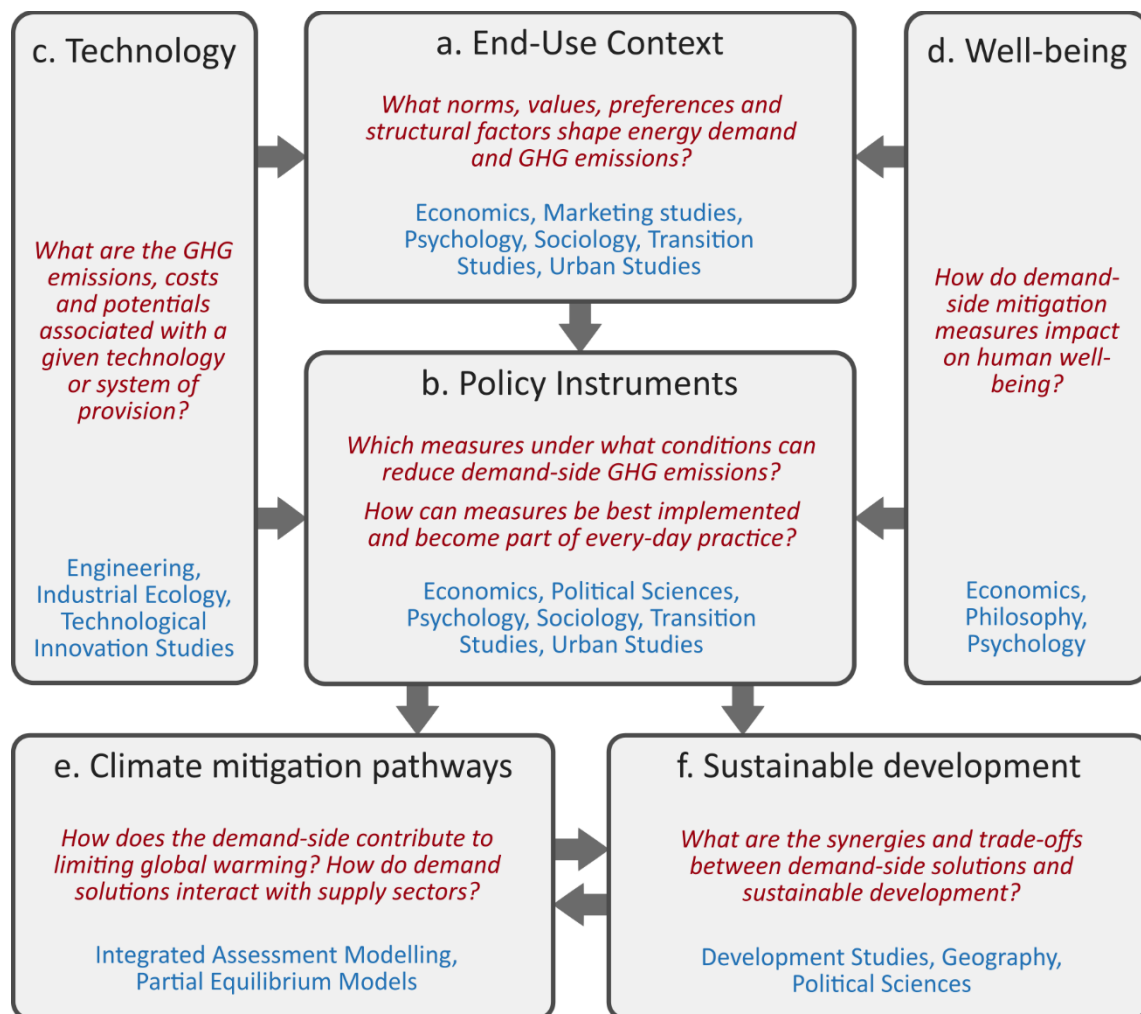 c. Technology
What are the GHG
emissions, costs
and potentials
associated with a
given technology
or system of
provision?
Engineering,
Industrial Ecology,
Technological
Innovation Studies
a. End-Use Context
What norms, values, preferences and
structural factors shape energy demand
and GHG emissions?
Economics, Marketing studies,
Psychology, Sociology, Transition
Studies, Urban Studies
d. Well-being
How do demand-
side mitigation
measures impact
on human well-
being?
Economics,
Philosophy,
Psychology
b. Policy Instruments
Which measures under what conditions can
reduce demand-side GHG emissions?
How can measures be best implemented
and become part of every-day practice?
Economics, Political Sciences,
Psychology, Sociology, Transition
Studies, Urban Studies
e. Climate mitigation pathways
How does the demand-side contribute to
limiting global warming? How do demand
solutions interact with supply sectors?
Integrated Assessment Modelling,
Partial Equilibrium Models
f. Sustainable development
What are the synergies and trade-offs
between demand-side solutions and
sustainable development?
Development Studies, Geography,
Political Sciences